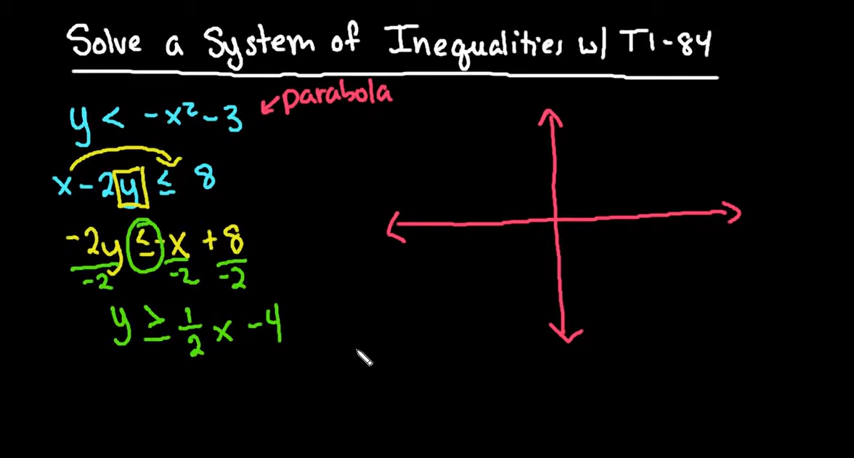 Solve a System of Inequalities w/ TI-84
y < -x² - 3 parabola
x - 2y ≤ 8
-2y ≤ -x + 8
-2 -2 -2
y ≥ 1/2 x - 4